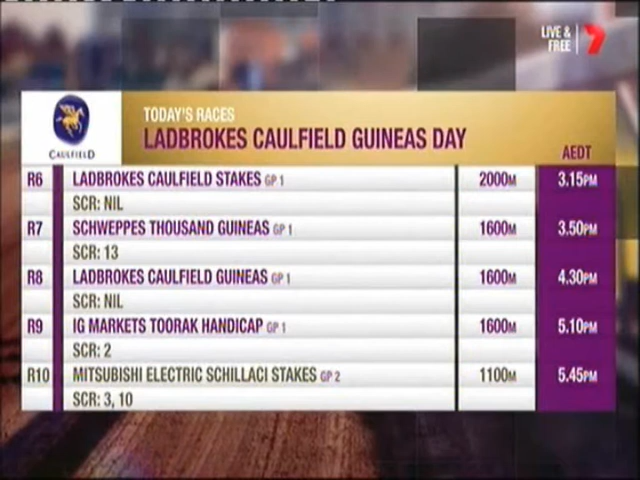 LIVE &
FREE
7
TODAY'S RACES
LADBROKES CAULFIELD GUINEAS DAY
CAULFIELD
AEDT
R6 LADBROKES CAULFIELD STAKES GP 1 2000M 3.15PM
SCR: NIL
R7 SCHWEPPES THOUSAND GUINEAS GP 1 1600M 3.50PM
SCR: 13
R8 LADBROKES CAULFIELD GUINEAS GP 1 1600M 4.30PM
SCR: NIL
R9 IG MARKETS TOORAK HANDICAP GP 1 1600M 5.10PM
SCR: 2
R10 MITSUBISHI ELECTRIC SCHILLACI STAKES GP 2 1100M 5.45PM
SCR: 3, 10